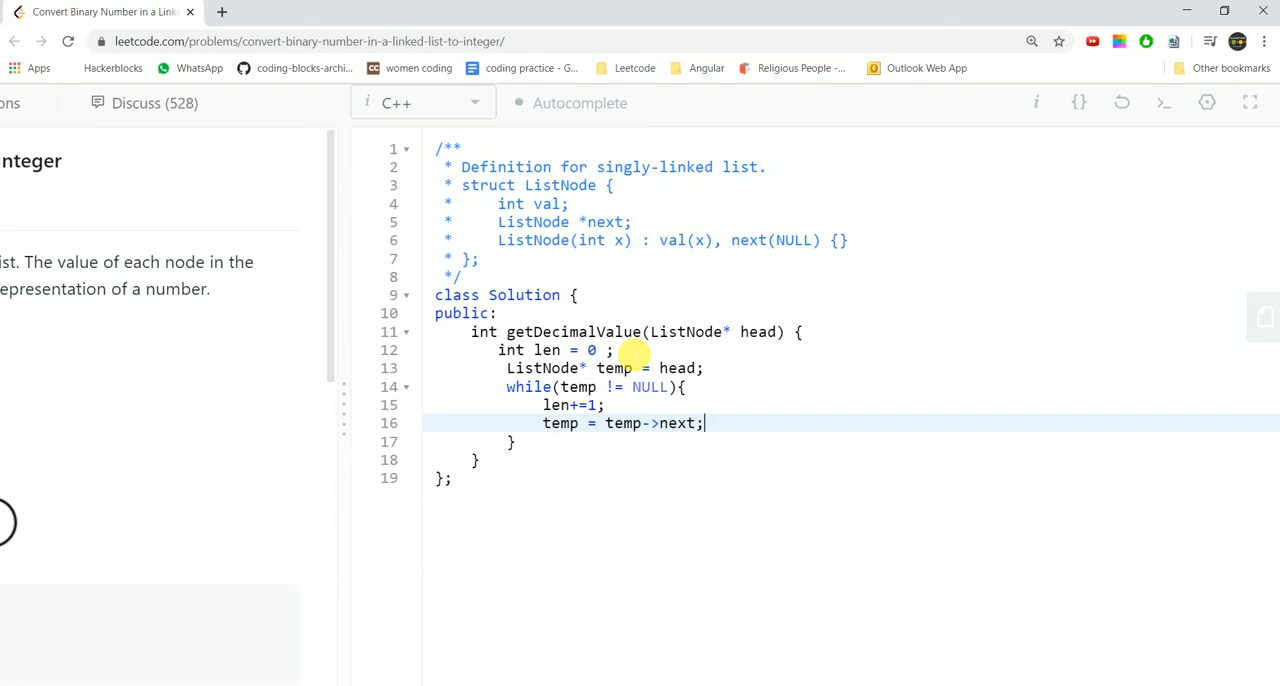 Convert Binary Number in a Link
leetcode.com/problems/convert-binary-number-in-a-linked-list-to-integer/
Apps Hackerblocks WhatsApp coding-blocks-archi... women coding coding practice - G... Leetcode Angular Religious People -... Outlook Web App Other bookmarks
ons Discuss (528) i C++ Autocomplete
nteger
ist. The value of each node in the
epresentation of a number.
1 /**
2  * Definition for singly-linked list.
3  * struct ListNode {
4  *     int val;
5  *     ListNode *next;
6  *     ListNode(int x) : val(x), next(NULL) {}
7  * };
8  */
9 class Solution {
10 public:
11     int getDecimalValue(ListNode* head) {
12        int len = 0 ;
13         ListNode* temp = head;
14         while(temp != NULL){
15             len+=1;
16             temp = temp->next;
17         }
18     }
19 };